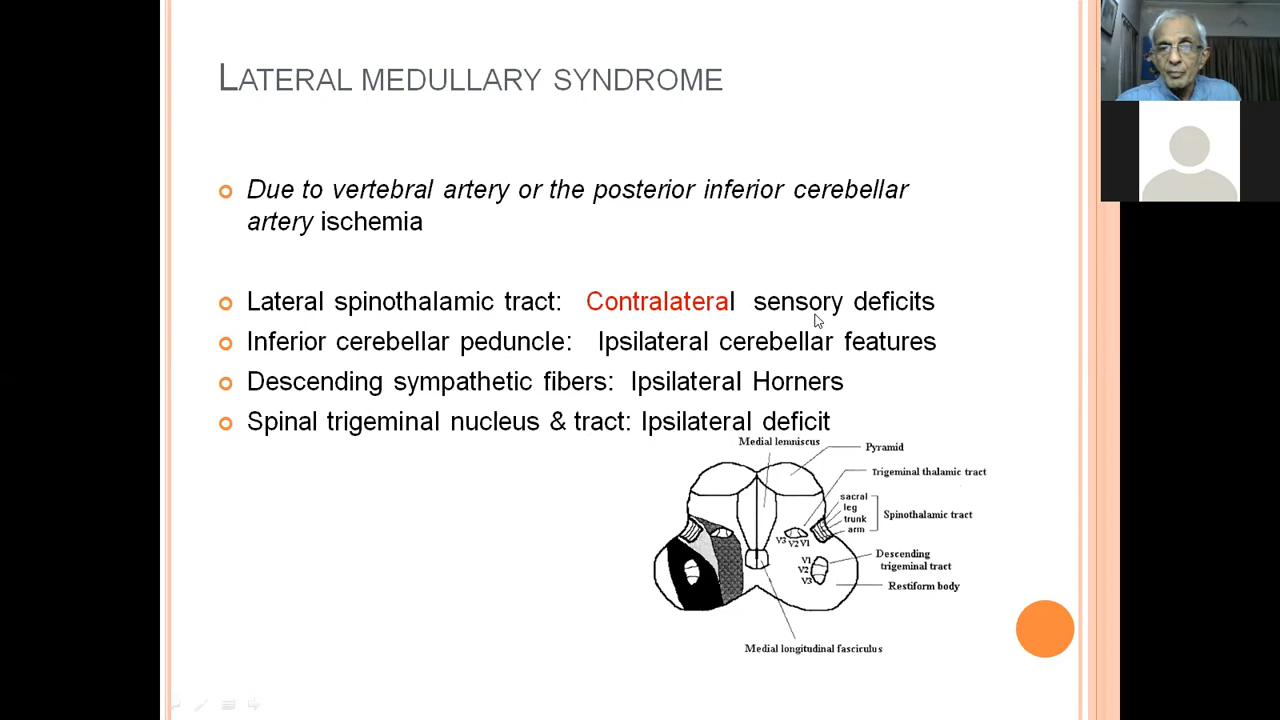 LATERAL MEDULLARY SYNDROME
Due to vertebral artery or the posterior inferior cerebellar
artery ischemia
Lateral spinothalamic tract: Contralateral sensory deficits
Inferior cerebellar peduncle: Ipsilateral cerebellar features
Descending sympathetic fibers: Ipsilateral Horners
Spinal trigeminal nucleus & tract: Ipsilateral deficit
Medial lemniscus
Pyramid
Trigeminal thalamic tract
sacral
leg
trunk
arm
Spinothalamic tract
V3 V2 V1
Descending
trigeminal tract
V1
V2
V3
Restiform body
Medial longitudinal fasciculus